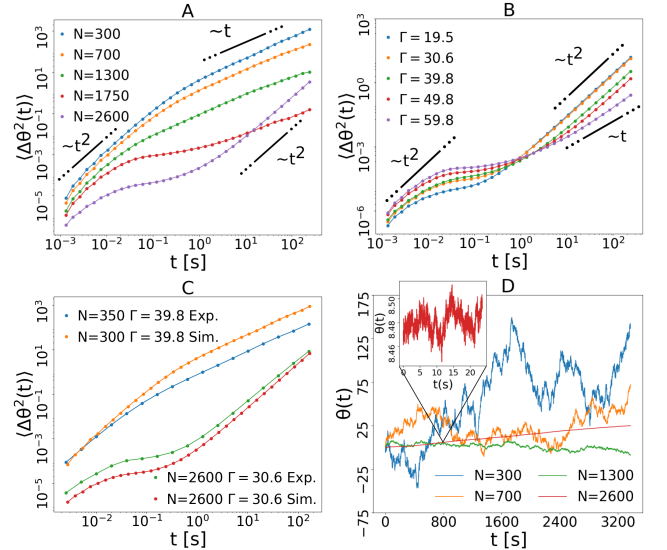 A
N=300
N=700
N=1300
N=1750
N=2600
~t
~t²
~t²
⟨Δθ²(t)⟩
10³
10¹
10⁻¹
10⁻³
10⁻⁵
10⁻³ 10⁻² 10⁻¹ 10⁰ 10¹ 10²
t [s]
B
Γ = 19.5
Γ = 30.6
Γ = 39.8
Γ = 49.8
Γ = 59.8
~t²
~t²
~t
⟨Δθ²(t)⟩
10³
10⁰
10⁻³
10⁻⁶
10⁻³ 10⁻² 10⁻¹ 10⁰ 10¹ 10²
t [s]
C
N=350 Γ = 39.8 Exp.
N=300 Γ = 39.8 Sim.
N=2600 Γ = 30.6 Exp.
N=2600 Γ = 30.6 Sim.
⟨Δθ²(t)⟩
10³
10¹
10⁻¹
10⁻³
10⁻⁵
10⁻² 10⁻¹ 10⁰ 10¹ 10²
t [s]
D
θ(t)
8.50
8.48
8.46
0 5 10 15 20
t(s)
θ(t)
175
125
75
25
−25
−75
N=300
N=700
N=1300
N=2600
0 800 1600 2400 3200
t [s]